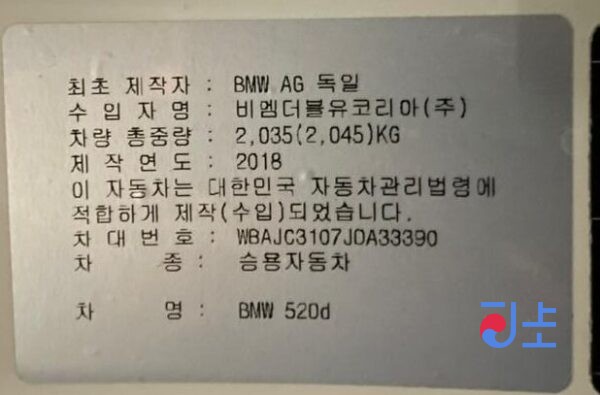 최초 제작자 : BMW AG 독일
수 입 자 명 : 비엠더블유코리아(주)
차량 총중량 : 2,035(2,045)KG
제 작 연 도 : 2018
이 자동차는 대한민국 자동차관리법령에
적합하게 제작(수입)되었습니다.
차 대 번 호 : WBAJC3107JDA33390
차 종 : 승용자동차
차 명 : BMW 520d